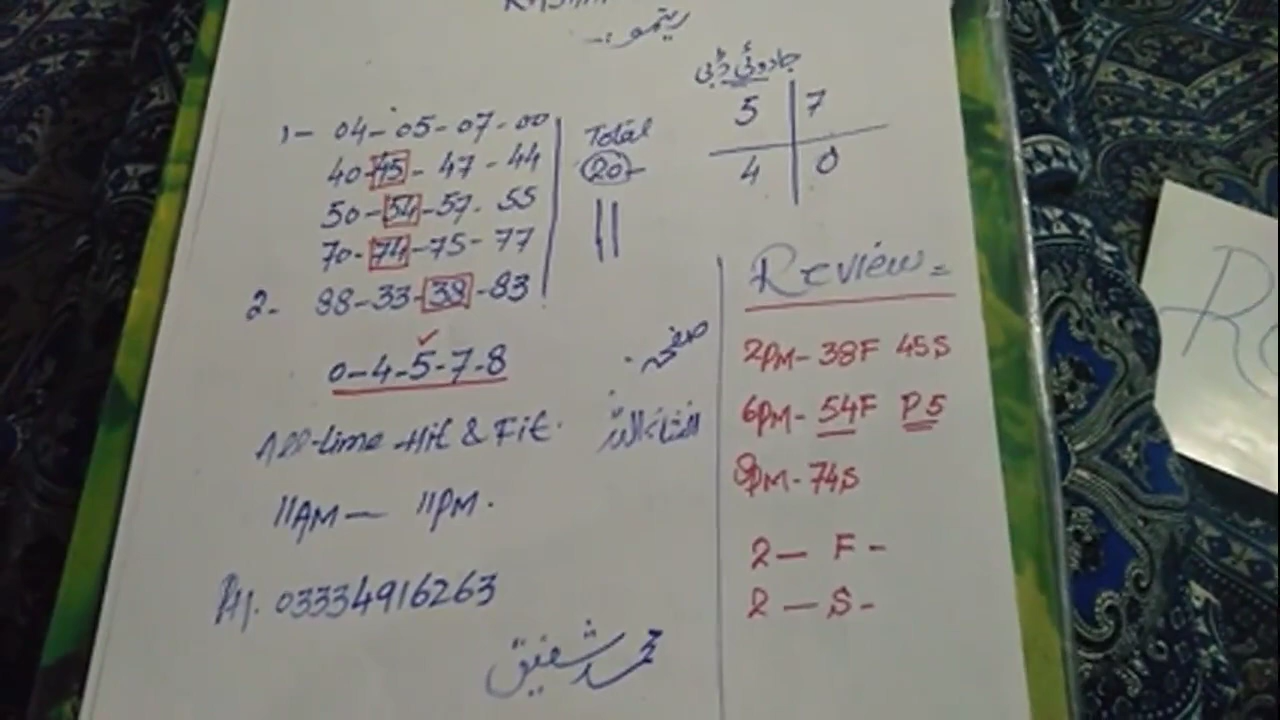 جادوئی ڈبی
5 7
4 0
1- 04-05-07-00
40-45-47-44
50-54-57-55
70-74-75-77
2- 88-33-38-83
Total
20
0-4-5-7-8
All-time Hit & Fit.
انشاءاللہ
11AM — 11PM.
PH. 03334916263
محمد شفیق
Review =
2PM- 38F 45S
6PM- 54F P5
9PM- 74S
2 — F -
2 — S -